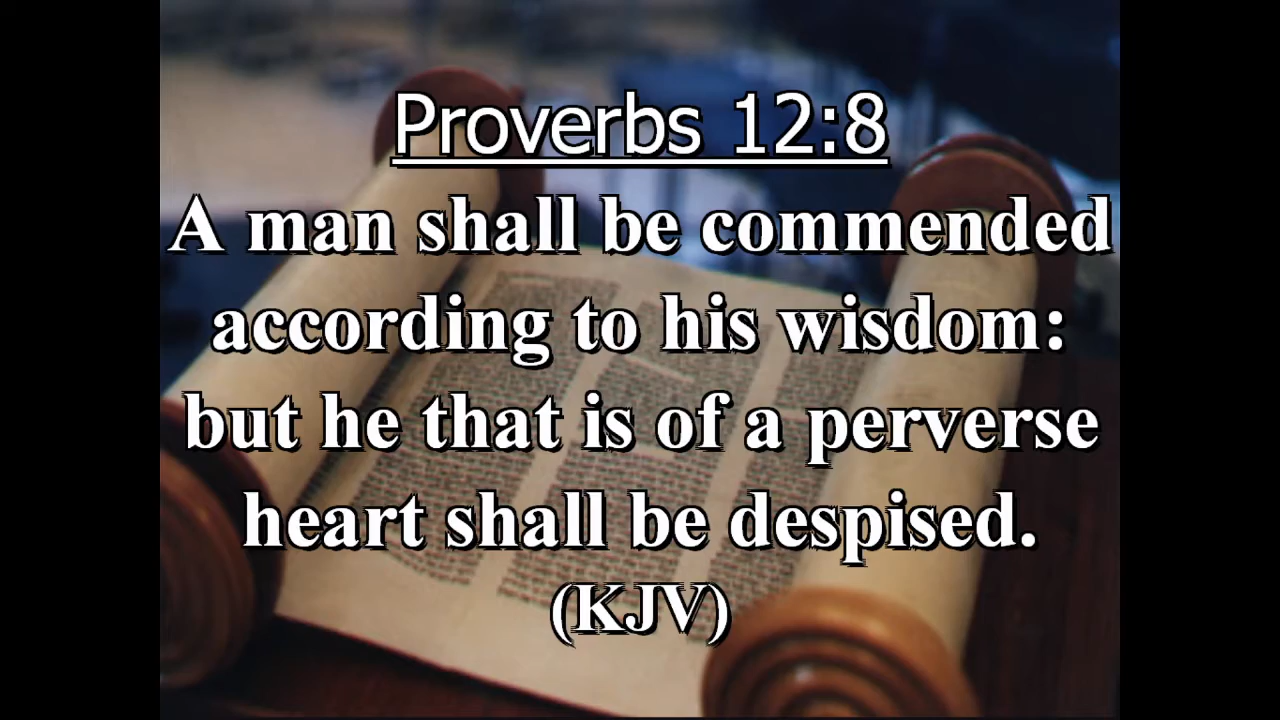 Proverbs 12:8
A man shall be commended
according to his wisdom:
but he that is of a perverse
heart shall be despised.
(KJV)